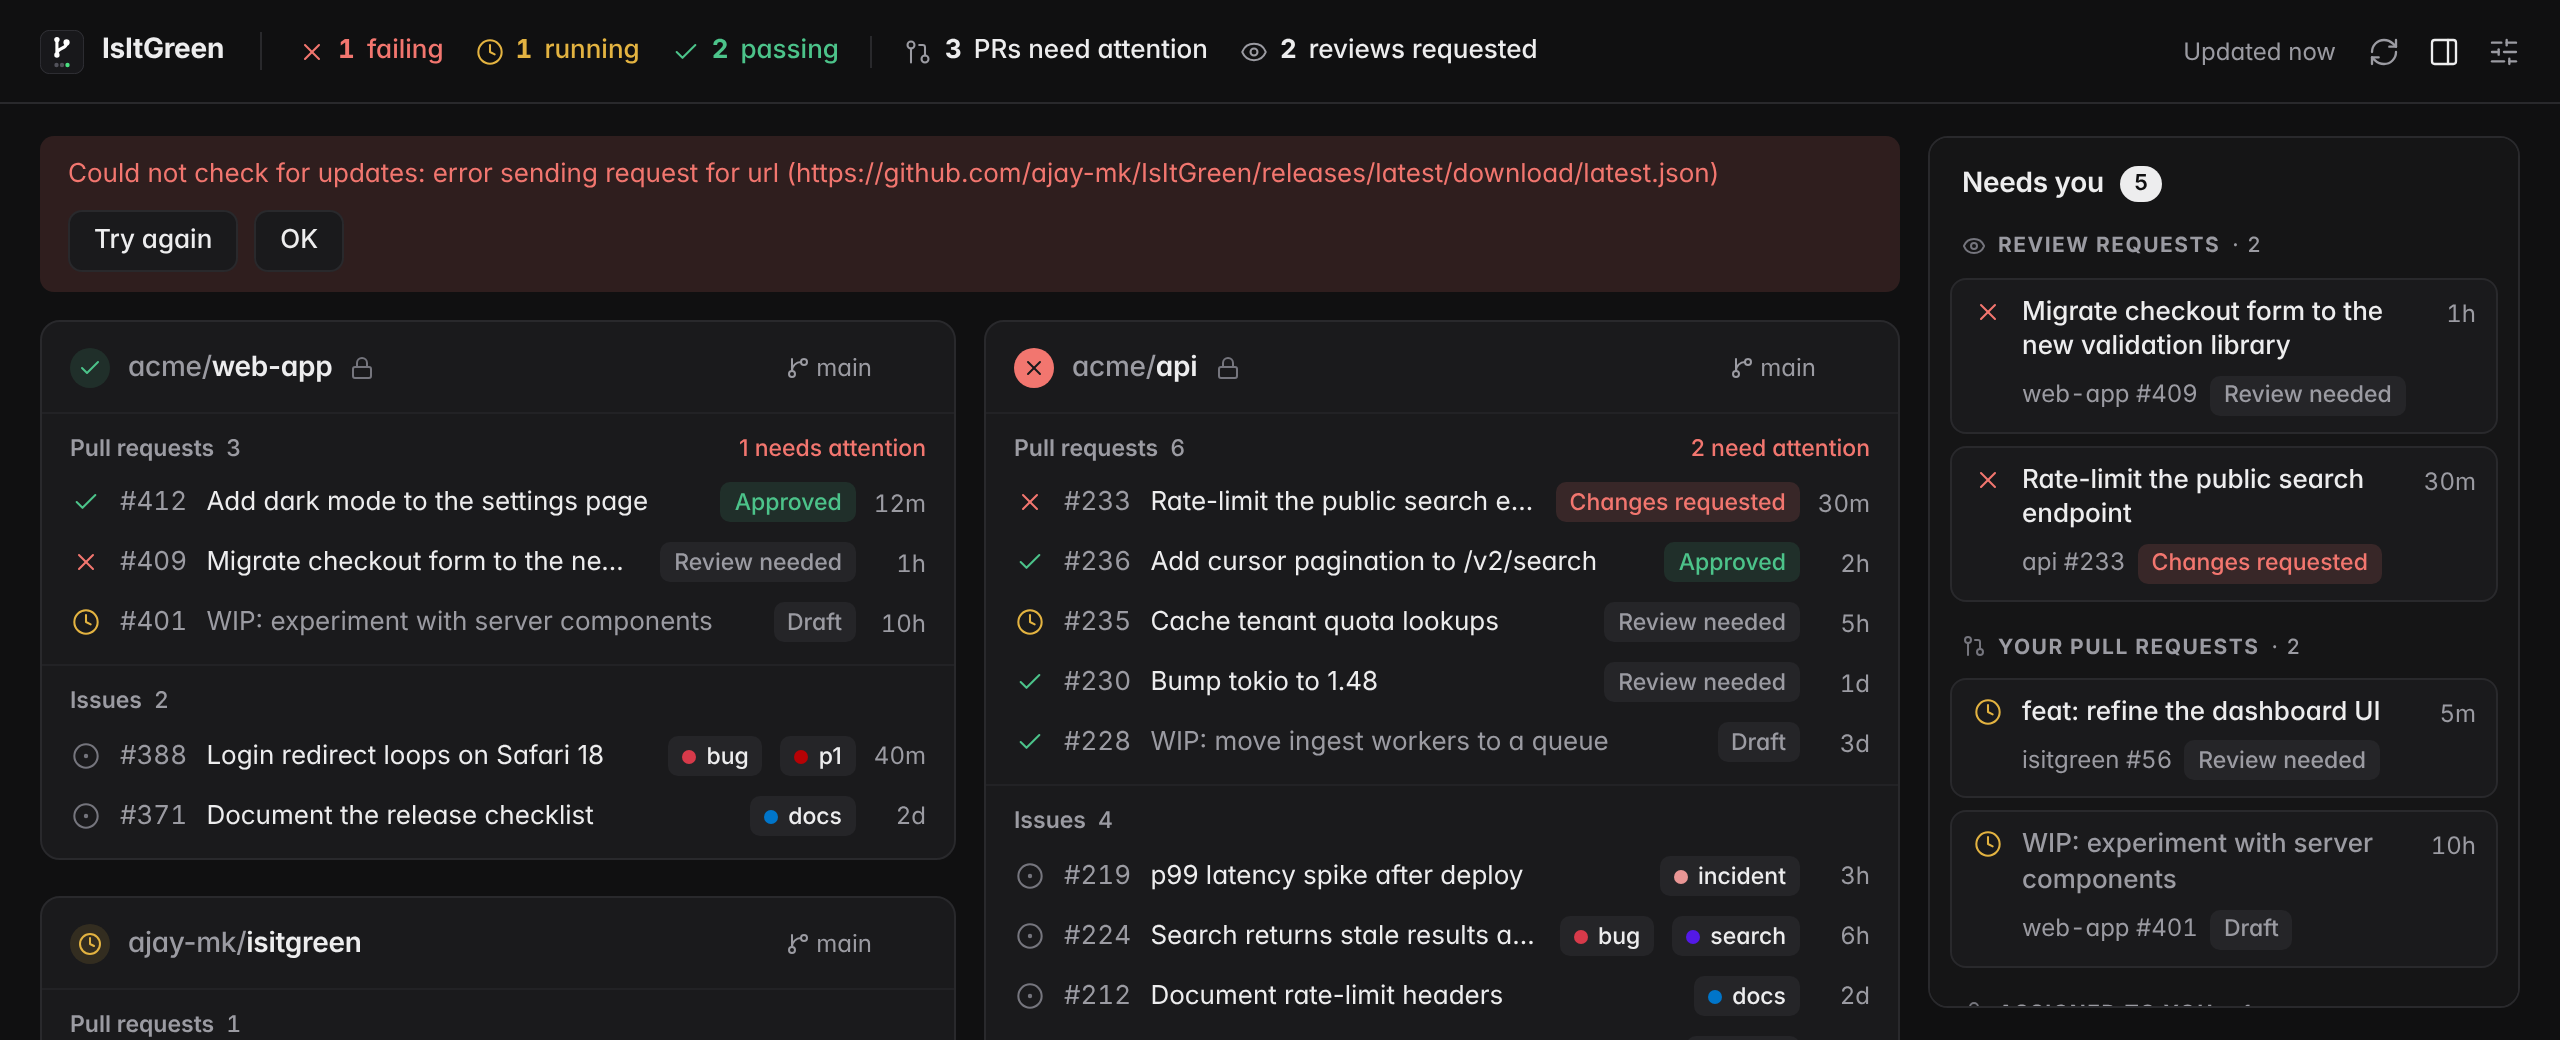 IsItGreen
1 failing
1 running
2 passing
3 PRs need attention
2 reviews requested
Updated now
Could not check for updates: error sending request for url (https://github.com/ajay-mk/IsItGreen/releases/latest/download/latest.json)
Try again
OK
acme/web-app
main
Pull requests 3
1 needs attention
#412 Add dark mode to the settings page Approved 12m
#409 Migrate checkout form to the ne... Review needed 1h
#401 WIP: experiment with server components Draft 10h
Issues 2
#388 Login redirect loops on Safari 18 bug p1 40m
#371 Document the release checklist docs 2d
ajay-mk/isitgreen
main
Pull requests 1
acme/api
main
Pull requests 6
2 need attention
#233 Rate-limit the public search e... Changes requested 30m
#236 Add cursor pagination to /v2/search Approved 2h
#235 Cache tenant quota lookups Review needed 5h
#230 Bump tokio to 1.48 Review needed 1d
#228 WIP: move ingest workers to a queue Draft 3d
Issues 4
#219 p99 latency spike after deploy incident 3h
#224 Search returns stale results a... bug search 6h
#212 Document rate-limit headers docs 2d
Needs you 5
REVIEW REQUESTS · 2
Migrate checkout form to the 1h
new validation library
web-app #409 Review needed
Rate-limit the public search 30m
endpoint
api #233 Changes requested
YOUR PULL REQUESTS · 2
feat: refine the dashboard UI 5m
isitgreen #56 Review needed
WIP: experiment with server 10h
components
web-app #401 Draft